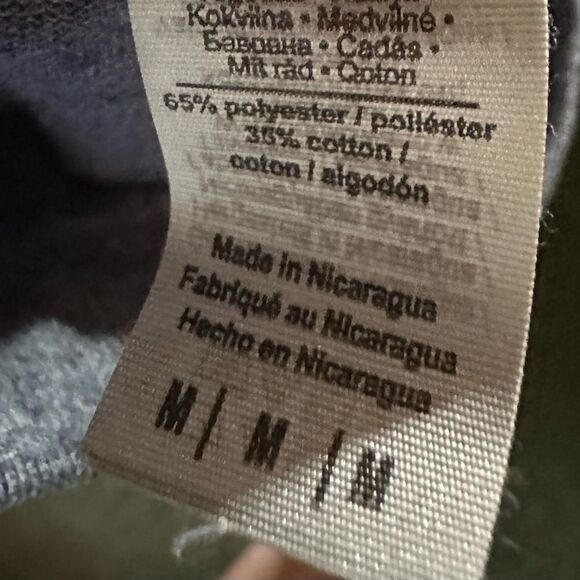 Kokvilna • Medvilnė •
Бавовна • Cadás •
Mit rád • Coton
65% polyester / poliéster
35% cotton /
coton / algodón
Made in Nicaragua
Fabriqué au Nicaragua
Hecho en Nicaragua
M / M / M